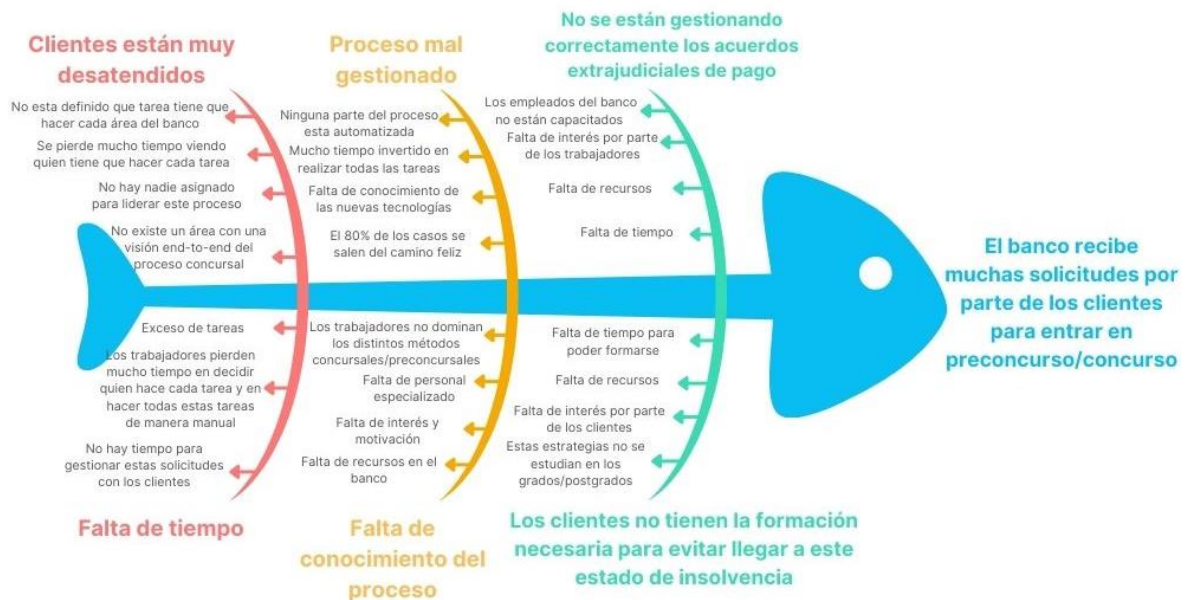 Clientes están muy
desatendidos
No esta definido que tarea tiene que
hacer cada área del banco
Se pierde mucho tiempo viendo
quien tiene que hacer cada tarea
No hay nadie asignado
para liderar este proceso
No existe un área con una
visión end-to-end del
proceso concursal
Proceso mal
gestionado
Ninguna parte del proceso
esta automatizada
Mucho tiempo invertido en
realizar todas las tareas
Falta de conocimiento de
las nuevas tecnologías
El 80% de los casos se
salen del camino feliz
No se están gestionando
correctamente los acuerdos
extrajudiciales de pago
Los empleados del banco
no están capacitados
Falta de interés por parte
de los trabajadores
Falta de recursos
Falta de tiempo
El banco recibe
muchas solicitudes por
parte de los clientes
para entrar en
preconcurso/concurso
Exceso de tareas
Los trabajadores pierden
mucho tiempo en decidir
quien hace cada tarea y en
hacer todas estas tareas
de manera manual
No hay tiempo para
gestionar estas solicitudes
con los clientes
Falta de tiempo
Los trabajadores no dominan
los distintos métodos
concursales/preconcursales
Falta de personal
especializado
Falta de interés y
motivación
Falta de recursos en el
banco
Falta de
conocimiento del
proceso
Falta de tiempo para
poder formarse
Falta de recursos
Falta de interés por parte
de los clientes
Estas estrategias no se
estudian en los
grados/postgrados
Los clientes no tienen la formación
necesaria para evitar llegar a este
estado de insolvencia